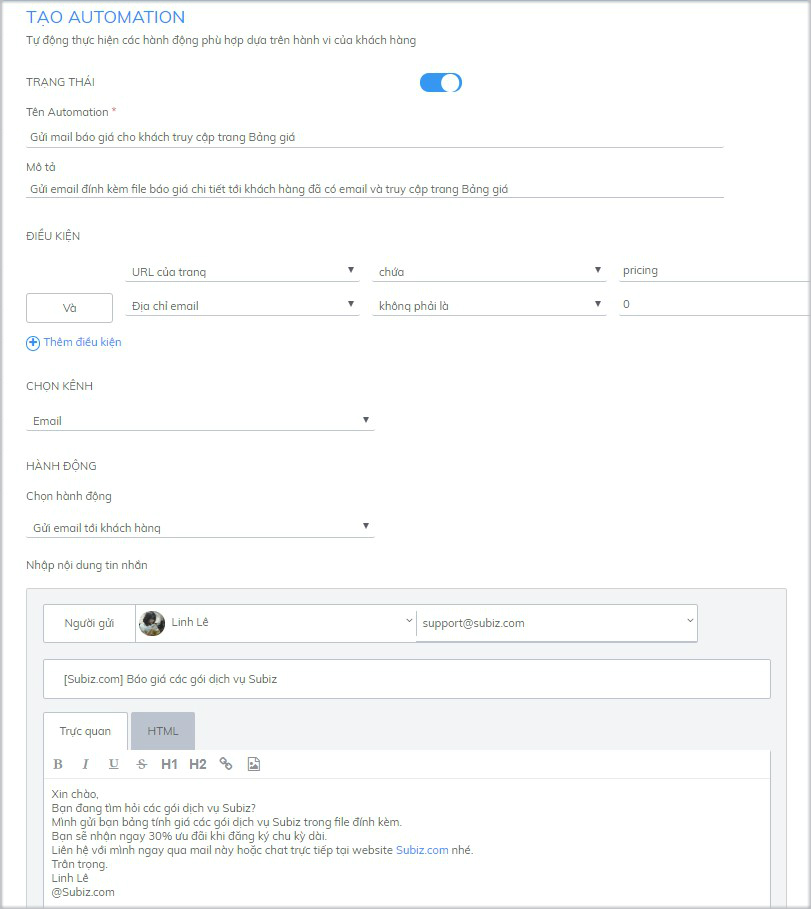 TẠO AUTOMATION
Tự động thực hiện các hành động phù hợp dựa trên hành vi của khách hàng
TRẠNG THÁI
Tên Automation *
Gửi mail báo giá cho khách truy cập trang Bảng giá
Mô tả
Gửi email đính kèm file báo giá chi tiết tới khách hàng đã có email và truy cập trang Bảng giá
ĐIỀU KIỆN
URL của trang chứa pricing
Và Địa chỉ email không phải là 0
Thêm điều kiện
CHỌN KÊNH
Email
HÀNH ĐỘNG
Chọn hành động
Gửi email tới khách hàng
Nhập nội dung tin nhắn
Người gửi Linh Lê support@subiz.com
[Subiz.com] Báo giá các gói dịch vụ Subiz
Trực quan HTML
B I U S H1 H2
Xin chào,
Bạn đang tìm hỏi các gói dịch vụ Subiz?
Mình gửi bạn bảng tính giá các gói dịch vụ Subiz trong file đính kèm.
Bạn sẽ nhận ngay 30% ưu đãi khi đăng ký chu kỳ dài.
Liên hệ với mình ngay qua mail này hoặc chat trực tiếp tại website Subiz.com nhé.
Trân trọng.
Linh Lê
@Subiz.com